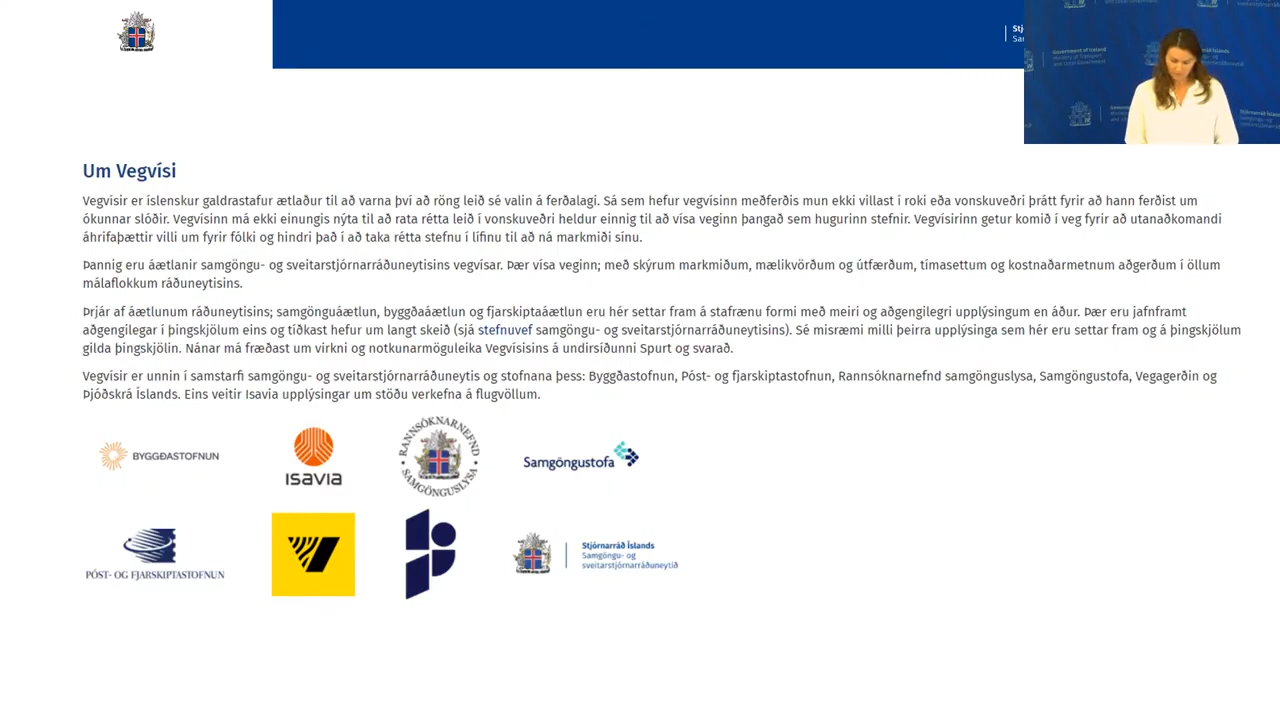 Stj
Government of Iceland
Ministry of Transport
and Local Government
Um Vegvísi
Vegvísir er íslenskur galdrastafur ætlaður til að varna því að röng leið sé valin á ferðalagi. Sá sem hefur vegvísinn meðferðis mun ekki villast í roki eða vonskuveðri þrátt fyrir að hann ferðist um
ókunnar slóðir. Vegvísinn má ekki einungis nýta til að rata rétta leið í vonskuveðri heldur einnig til að vísa veginn þangað sem hugurinn stefnir. Vegvísirinn getur komið í veg fyrir að utanaðkomandi
áhrifaþættir villi um fyrir fólki og hindri það í að taka rétta stefnu í lífinu til að ná markmiði sínu.
Þannig eru áætlanir samgöngu- og sveitarstjórnarráðuneytisins vegvísar. Þær vísa veginn; með skýrum markmiðum, mælikvörðum og útfærðum, tímasettum og kostnaðarmetnum aðgerðum í öllum
málaflokkum ráðuneytisins.
Þrjár af áætlunum ráðuneytisins; samgönguáætlun, byggðaáætlun og fjarskiptaáætlun eru hér settar fram á stafrænu formi með meiri og aðgengilegri upplýsingum en áður. Þær eru jafnframt
aðgengilegar í þingskjölum eins og tíðkast hefur um langt skeið (sjá stefnuvef samgöngu- og sveitarstjórnarráðuneytisins). Sé misræmi milli þeirra upplýsinga sem hér eru settar fram og á þingskjölum
gilda þingskjölin. Nánar má fræðast um virkni og notkunarmöguleika Vegvísisins á undirsíðunni Spurt og svarað.
Vegvísir er unnin í samstarfi samgöngu- og sveitarstjórnarráðuneytis og stofnana þess: Byggðastofnun, Póst- og fjarskiptastofnun, Rannsóknarnefnd samgönguslysa, Samgöngustofa, Vegagerðin og
Þjóðskrá Íslands. Eins veitir Isavia upplýsingar um stöðu verkefna á flugvöllum.
BYGGÐASTOFNUN
ISAVIA
RANNSÓKNARNEFND SAMGÖNGUSLYSA
Samgöngustofa
PÓST- OG FJARSKIPTASTOFNUN
Stjórnarráð Íslands
Samgöngu- og
sveitarstjórnarráðuneytið